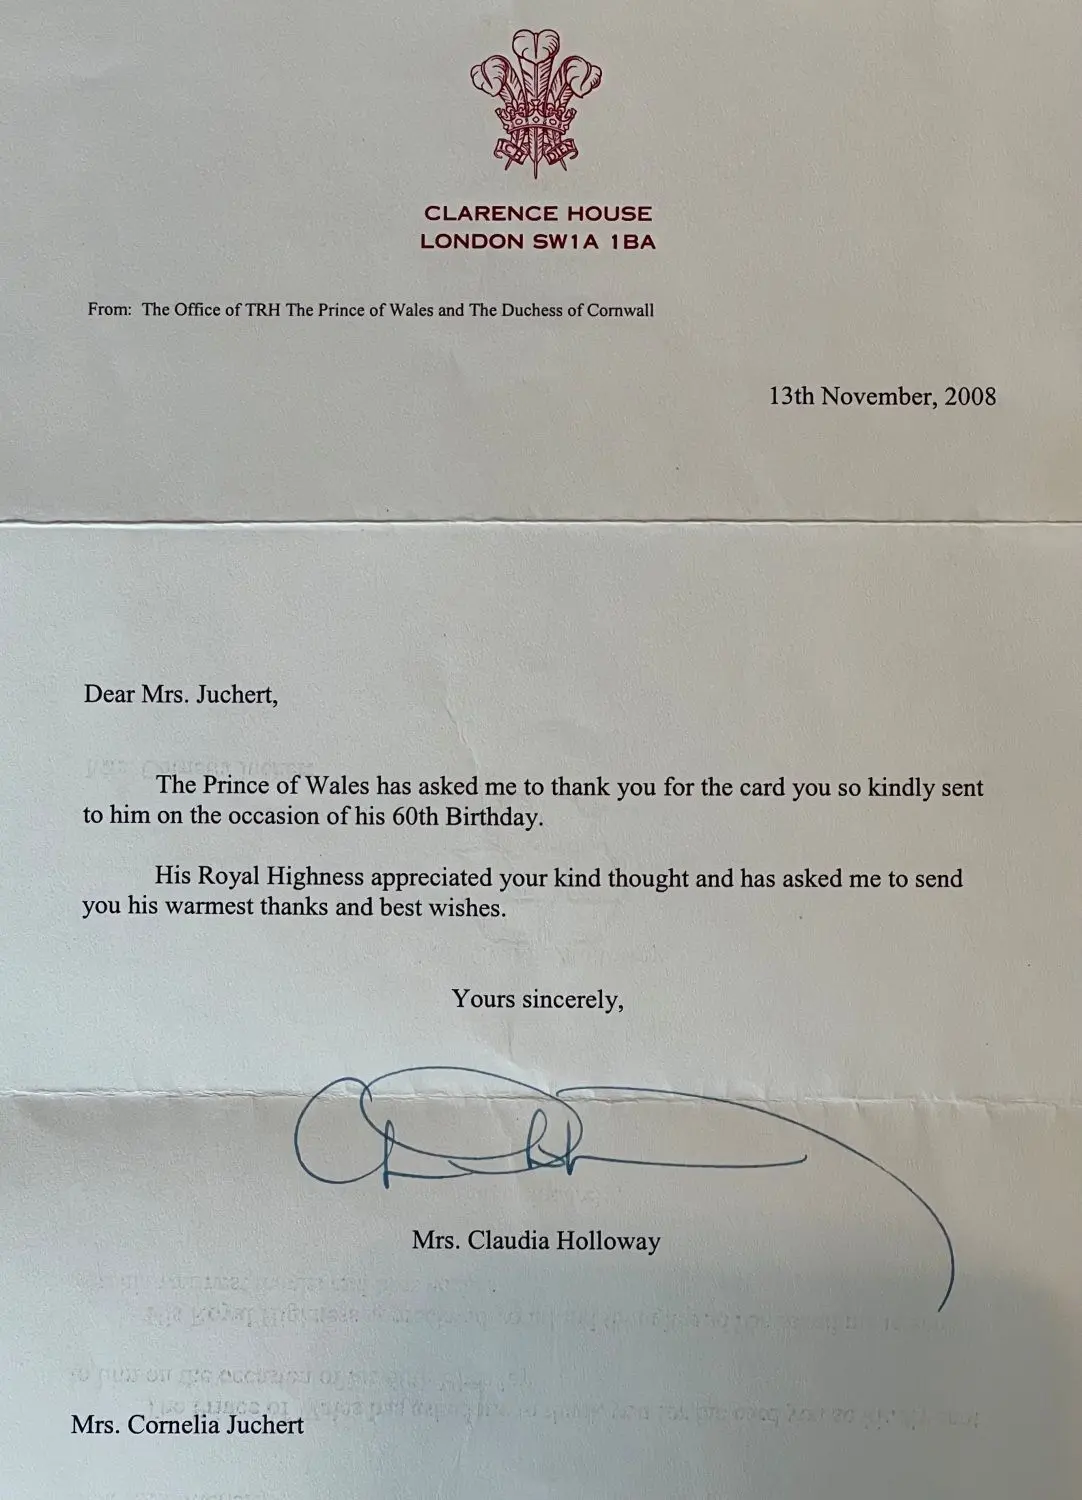 ICH DIEN
CLARENCE HOUSE
LONDON SW1A 1BA
From: The Office of TRH The Prince of Wales and The Duchess of Cornwall
13th November, 2008
Dear Mrs. Juchert,
The Prince of Wales has asked me to thank you for the card you so kindly sent
to him on the occasion of his 60th Birthday.
His Royal Highness appreciated your kind thought and has asked me to send
you his warmest thanks and best wishes.
Yours sincerely,
Mrs. Claudia Holloway
Mrs. Cornelia Juchert